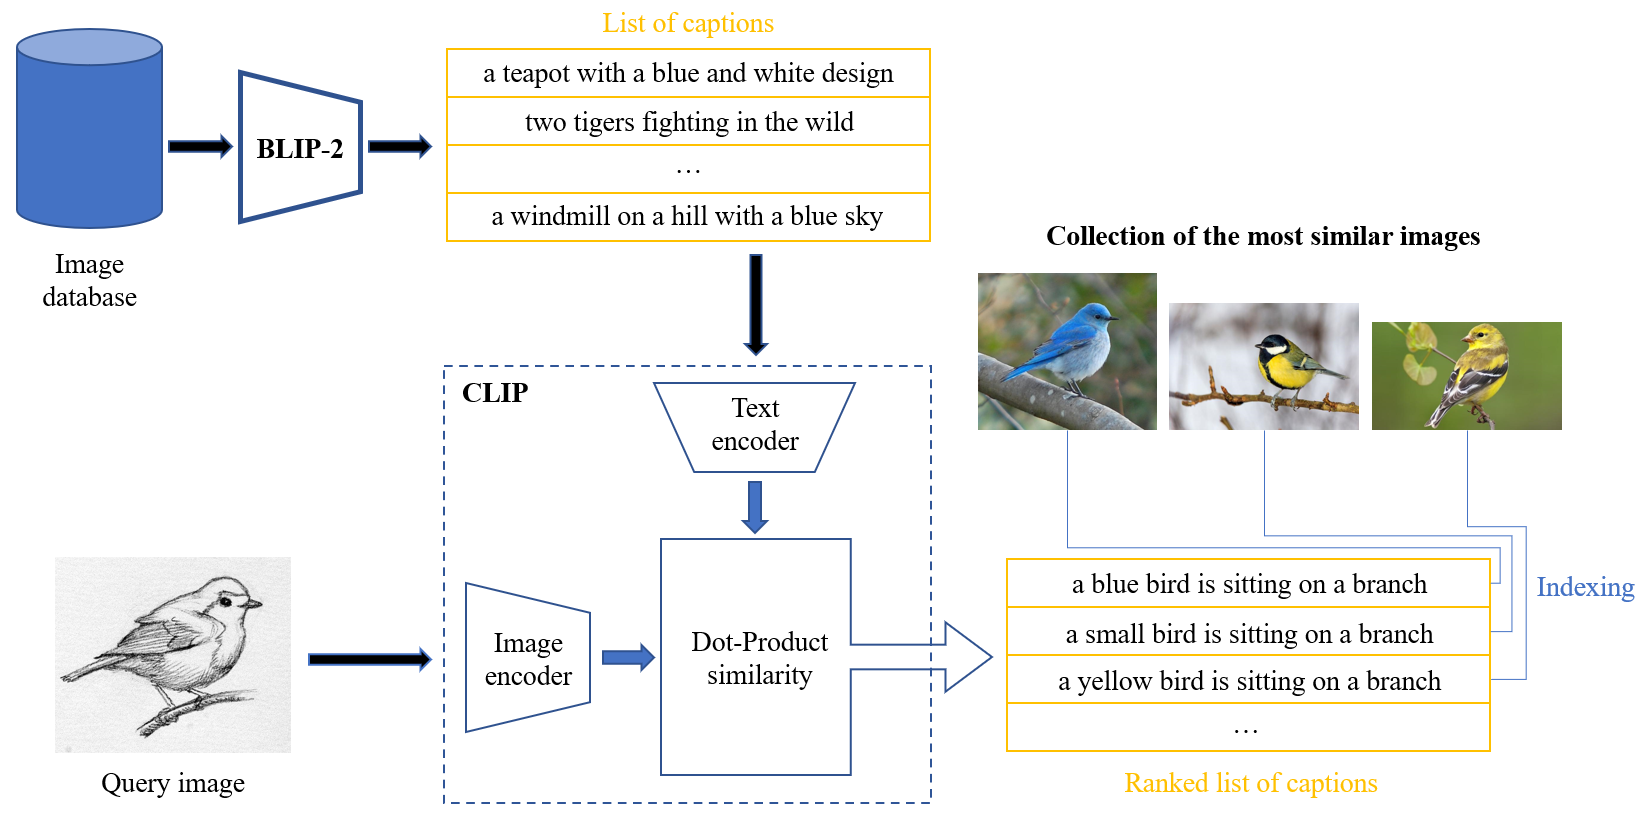 List of captions
a teapot with a blue and white design
two tigers fighting in the wild
…
a windmill on a hill with a blue sky
BLIP-2
Image
database
Collection of the most similar images
CLIP
Text
encoder
Image
encoder
Dot-Product
similarity
Query image
a blue bird is sitting on a branch
a small bird is sitting on a branch
a yellow bird is sitting on a branch
…
Indexing
Ranked list of captions